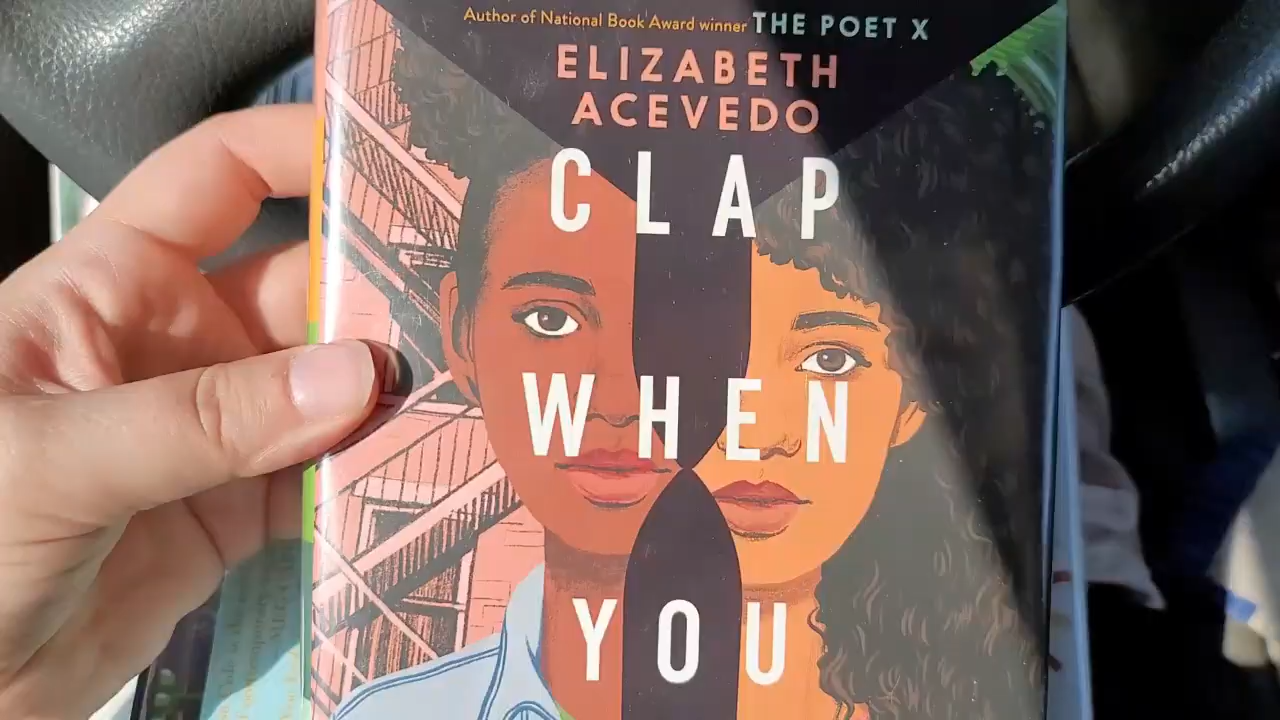 Author of National Book Award winner THE POET X
ELIZABETH
ACEVEDO
CLAP
WHEN
YOU